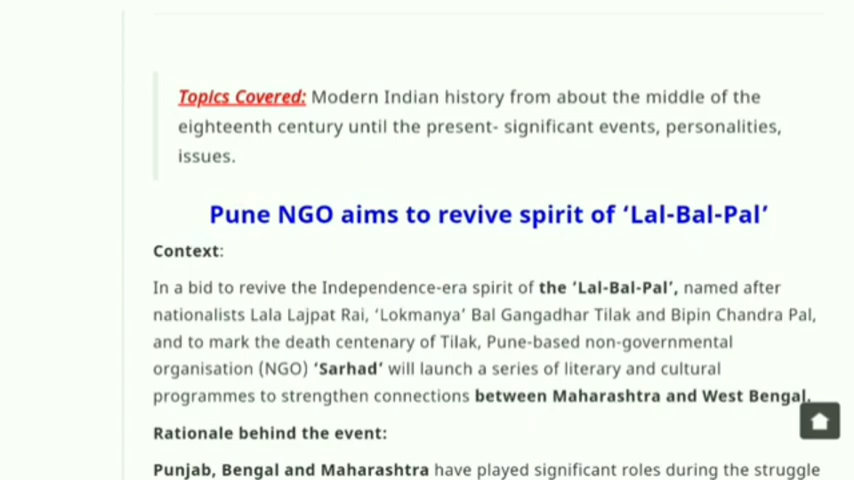 Topics Covered: Modern Indian history from about the middle of the
eighteenth century until the present- significant events, personalities,
issues.
Pune NGO aims to revive spirit of ‘Lal-Bal-Pal’
Context:
In a bid to revive the Independence-era spirit of the ‘Lal-Bal-Pal’, named after
nationalists Lala Lajpat Rai, ‘Lokmanya’ Bal Gangadhar Tilak and Bipin Chandra Pal,
and to mark the death centenary of Tilak, Pune-based non-governmental
organisation (NGO) ‘Sarhad’ will launch a series of literary and cultural
programmes to strengthen connections between Maharashtra and West Bengal.
Rationale behind the event:
Punjab, Bengal and Maharashtra have played significant roles during the struggle